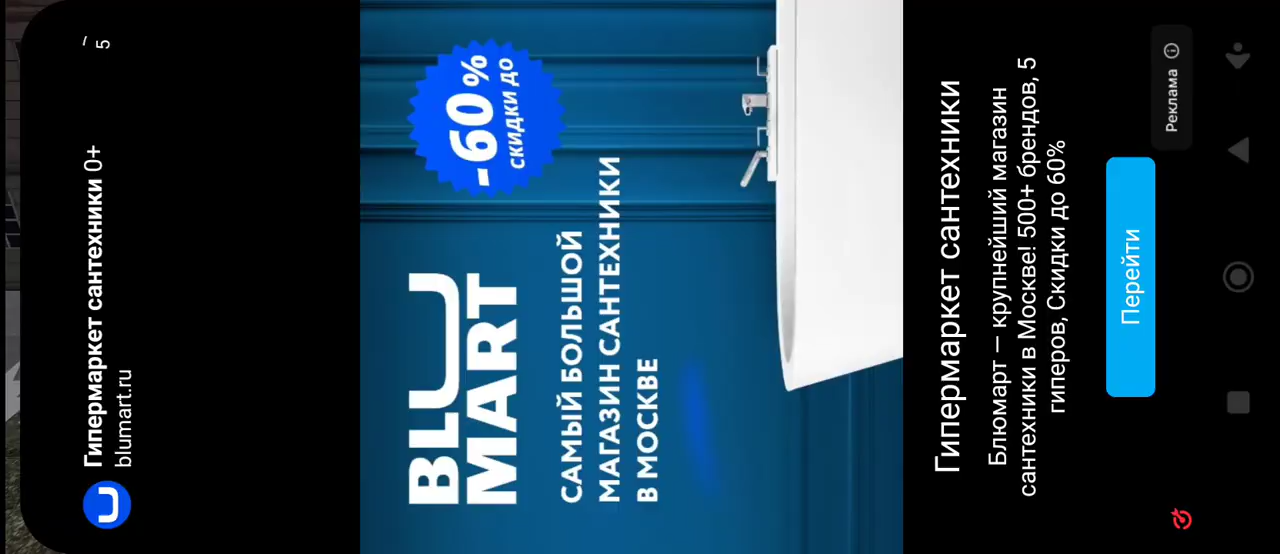 5
Гипермаркет сантехники 0+
blumart.ru
-60%
скидки до
BLU
MART
САМЫЙ БОЛЬШОЙ
МАГАЗИН САНТЕХНИКИ
В МОСКВЕ
Гипермаркет сантехники
Блюмарт — крупнейший магазин
сантехники в Москве! 500+ брендов, 5
гиперов, Скидки до 60%
Перейти
Реклама